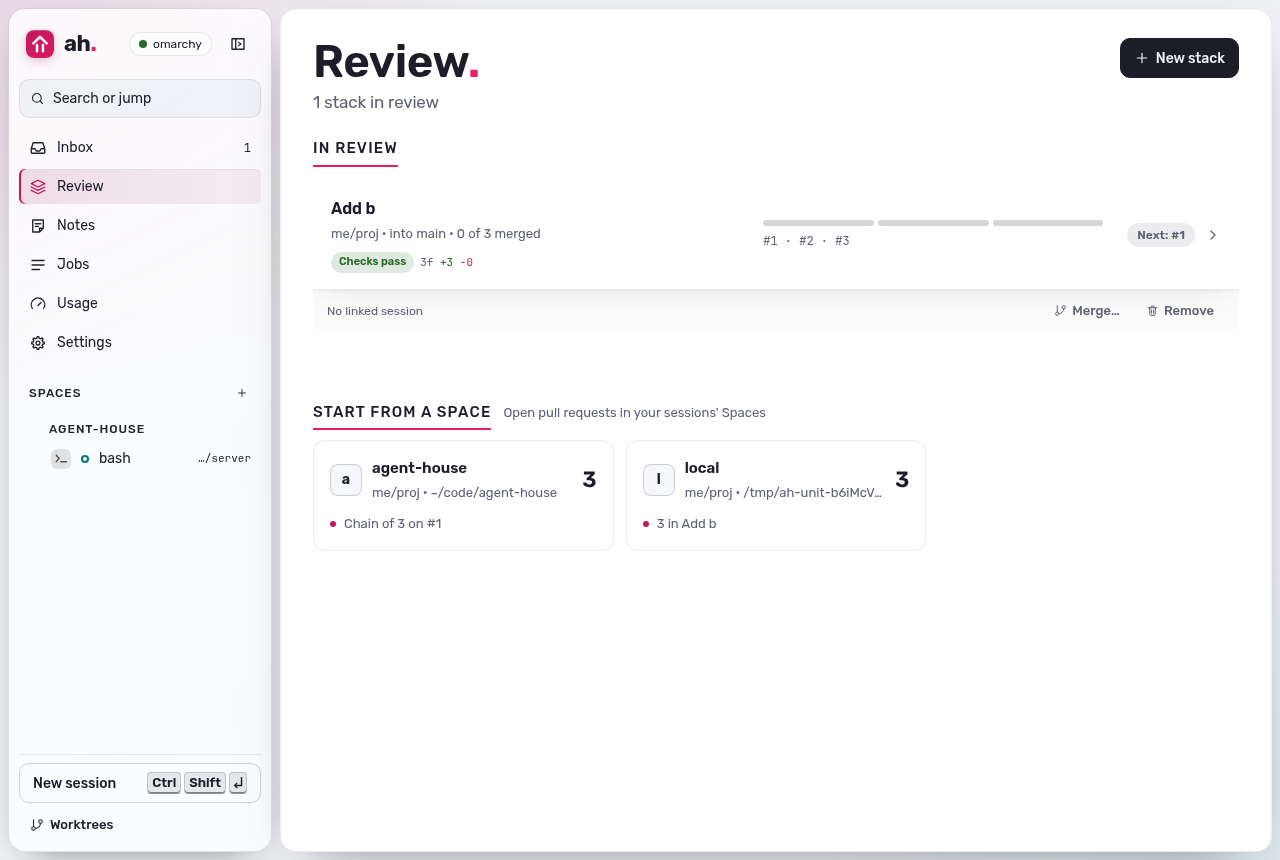 ah.
omarchy
Search or jump
Inbox 1
Review
Notes
Jobs
Usage
Settings
SPACES +
AGENT-HOUSE
bash …/server
New session Ctrl Shift ↵
Worktrees
Review.
+ New stack
1 stack in review
IN REVIEW
Add b
me/proj • into main • 0 of 3 merged
Checks pass 3f +3 -0
#1 · #2 · #3
Next: #1
No linked session
Merge…
Remove
START FROM A SPACE Open pull requests in your sessions' Spaces
a agent-house 3
me/proj • ~/code/agent-house
Chain of 3 on #1
l local 3
me/proj • /tmp/ah-unit-b6iMcV…
3 in Add b